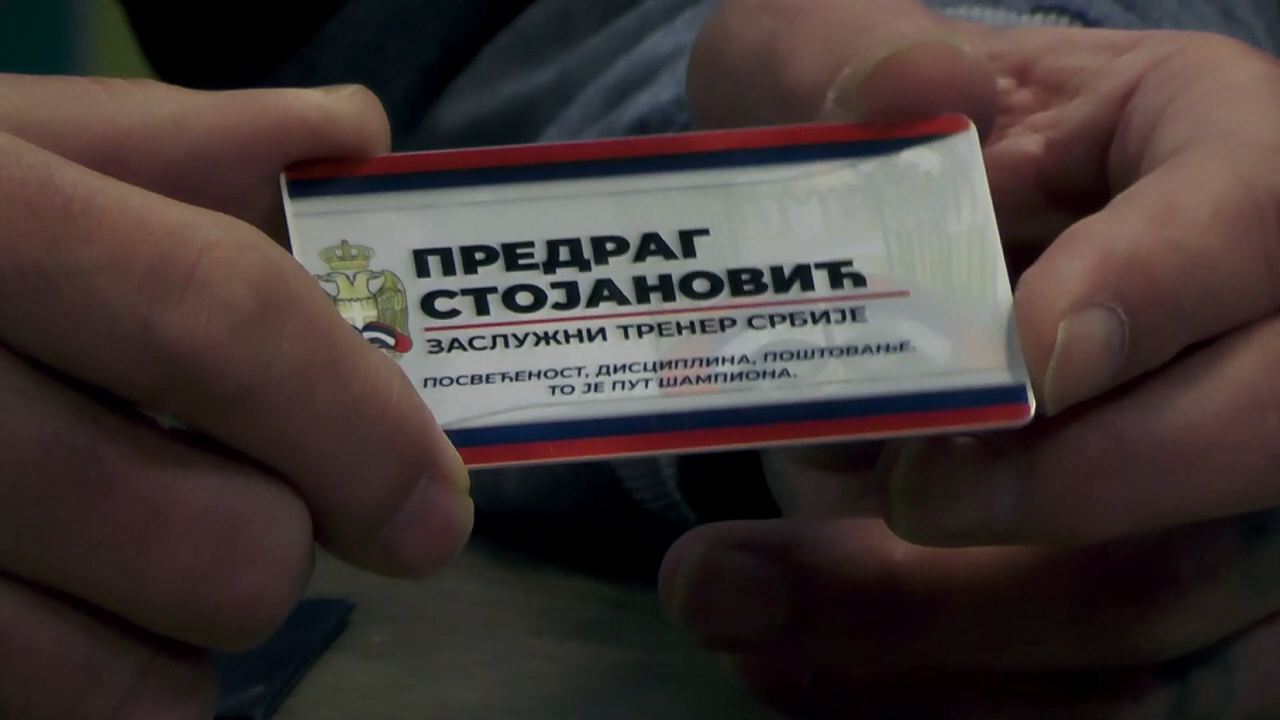 ПРЕДРАГ
СТОЈАНОВИЋ
ЗАСЛУЖНИ ТРЕНЕР СРБИЈЕ
ПОСВЕЋЕНОСТ, ДИСЦИПЛИНА, ПОШТОВАЊЕ.
ТО ЈЕ ПУТ ШАМПИОНА.